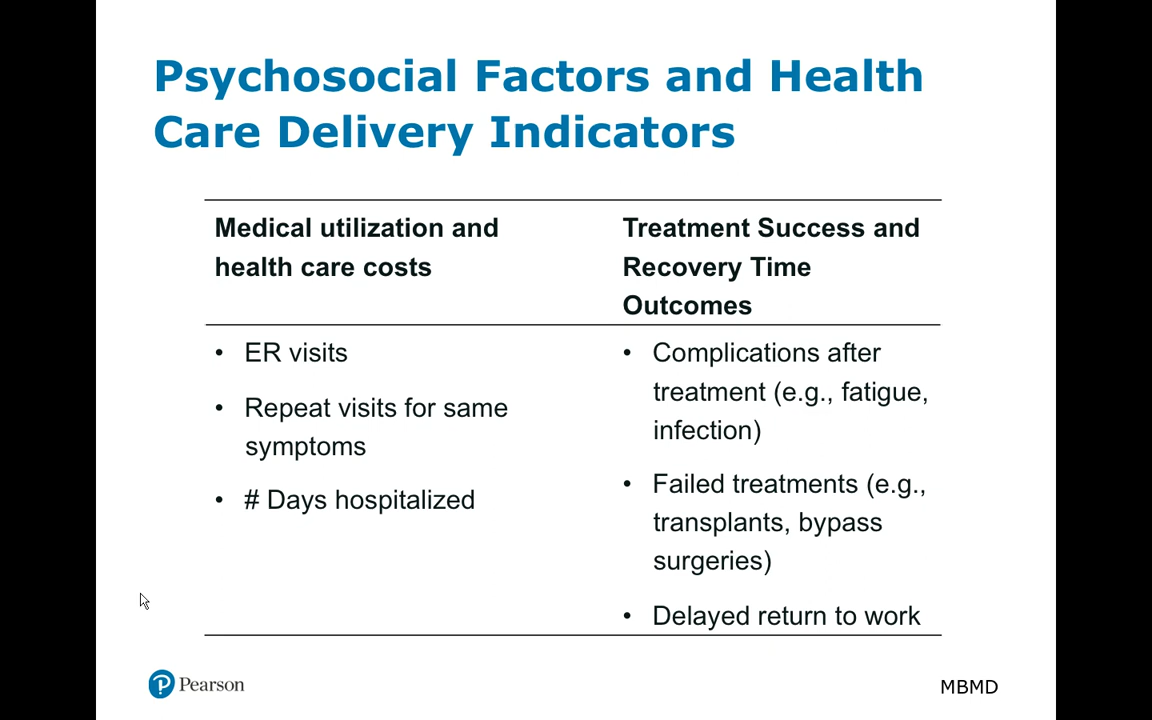 Psychosocial Factors and Health
Care Delivery Indicators
Medical utilization and
health care costs
Treatment Success and
Recovery Time
Outcomes
• ER visits
• Repeat visits for same
symptoms
• # Days hospitalized
• Complications after
treatment (e.g., fatigue,
infection)
• Failed treatments (e.g.,
transplants, bypass
surgeries)
• Delayed return to work
Pearson
MBMD